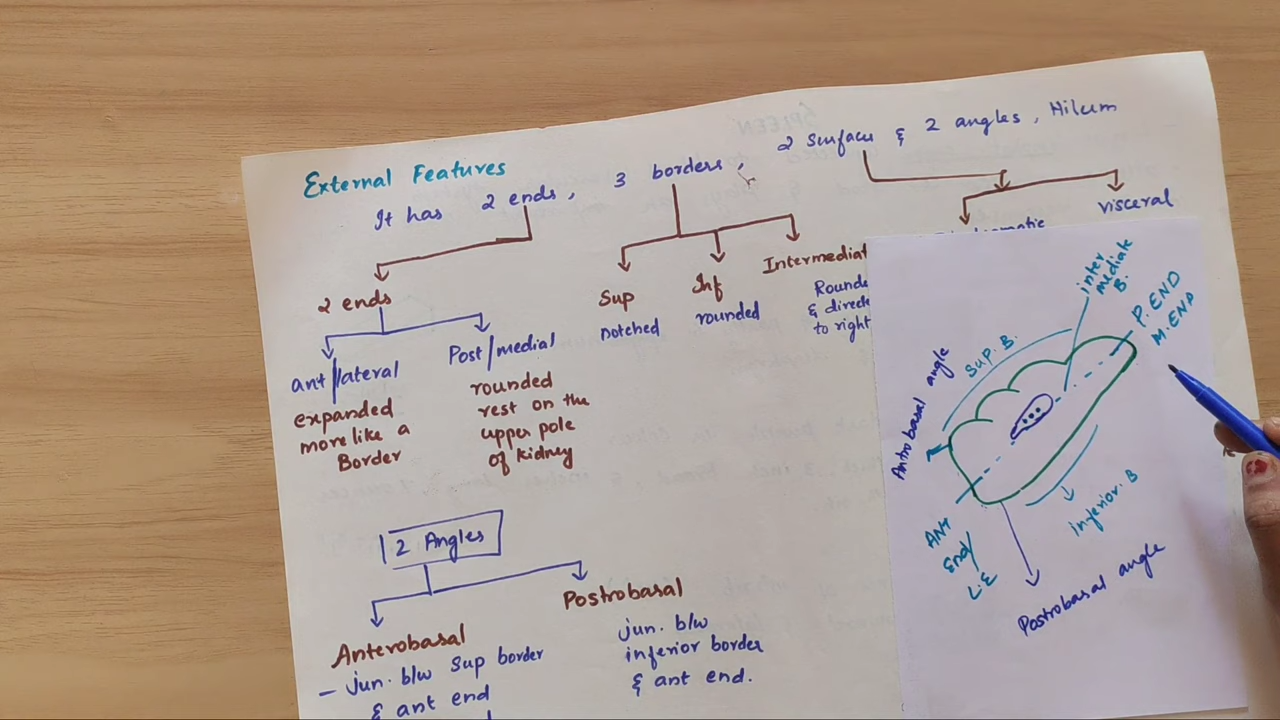 External Features
It has 2 ends, 3 borders, 2 surfaces & 2 angles, Hilum
2 ends
ant/lateral
expanded
more like a
Border
Post/medial
rounded
rest on the
upper pole
of kidney
Sup
notched
Inf
rounded
Intermediat
Rounde
& direct
to right
visceral
2 Angles
Anterobasal
- jun. b/w Sup border
& ant end
Postrobasal
jun. b/w
inferior border
& ant end.
SPLEEN
Antrobasal angle
Sup. B.
inter
mediate
B.
P. END
M. END
ANT
End/
L.E
inferior. B
Postrobasal angle